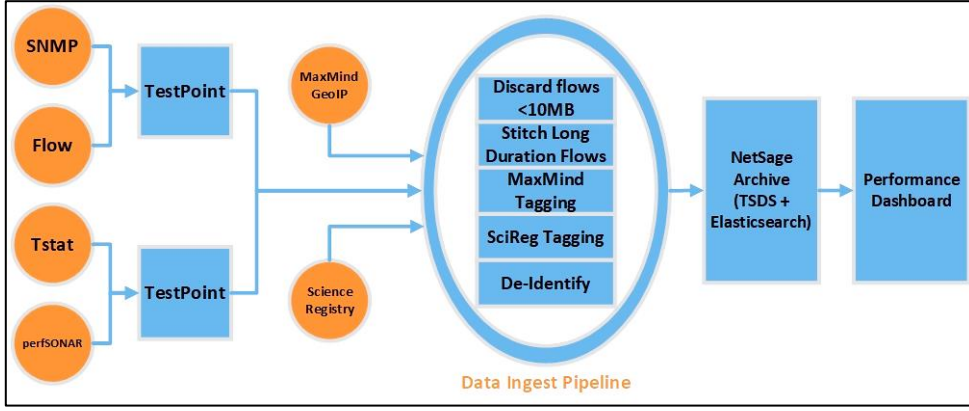 SNMP
Flow
TestPoint
Tstat
perfSONAR
TestPoint
MaxMind
GeoIP
Science
Registry
Discard flows
<10MB
Stitch Long
Duration Flows
MaxMind
Tagging
SciReg Tagging
De-Identify
Data Ingest Pipeline
NetSage
Archive
(TSDS +
Elasticsearch)
Performance
Dashboard